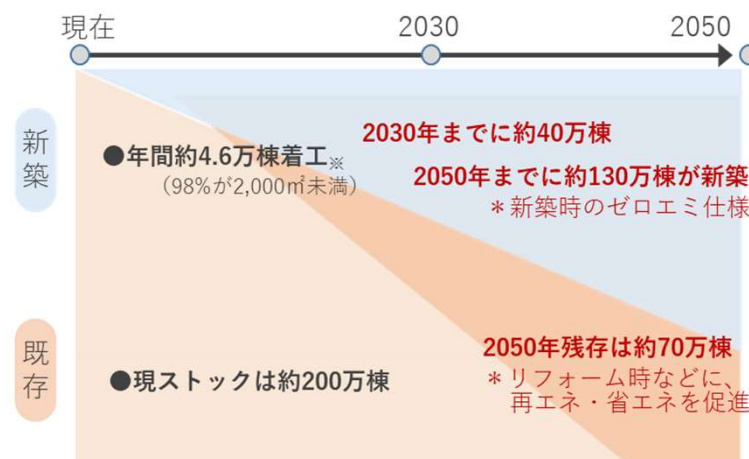 現在 2030 2050
新築
●年間約4.6万棟着工※
（98%が2,000㎡未満）
2030年までに約40万棟
2050年までに約130万棟が新築
＊新築時のゼロエミ仕様
既存
●現ストックは約200万棟
2050年残存は約70万棟
＊リフォーム時などに、
再エネ・省エネを促進